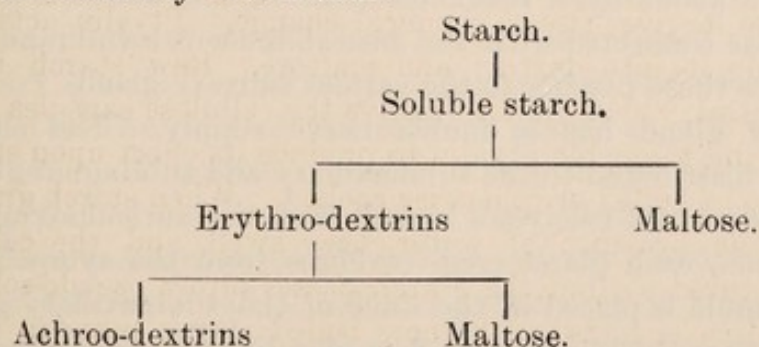 Starch.
Soluble starch.
Erythro-dextrins Maltose.
Achroo-dextrins Maltose.